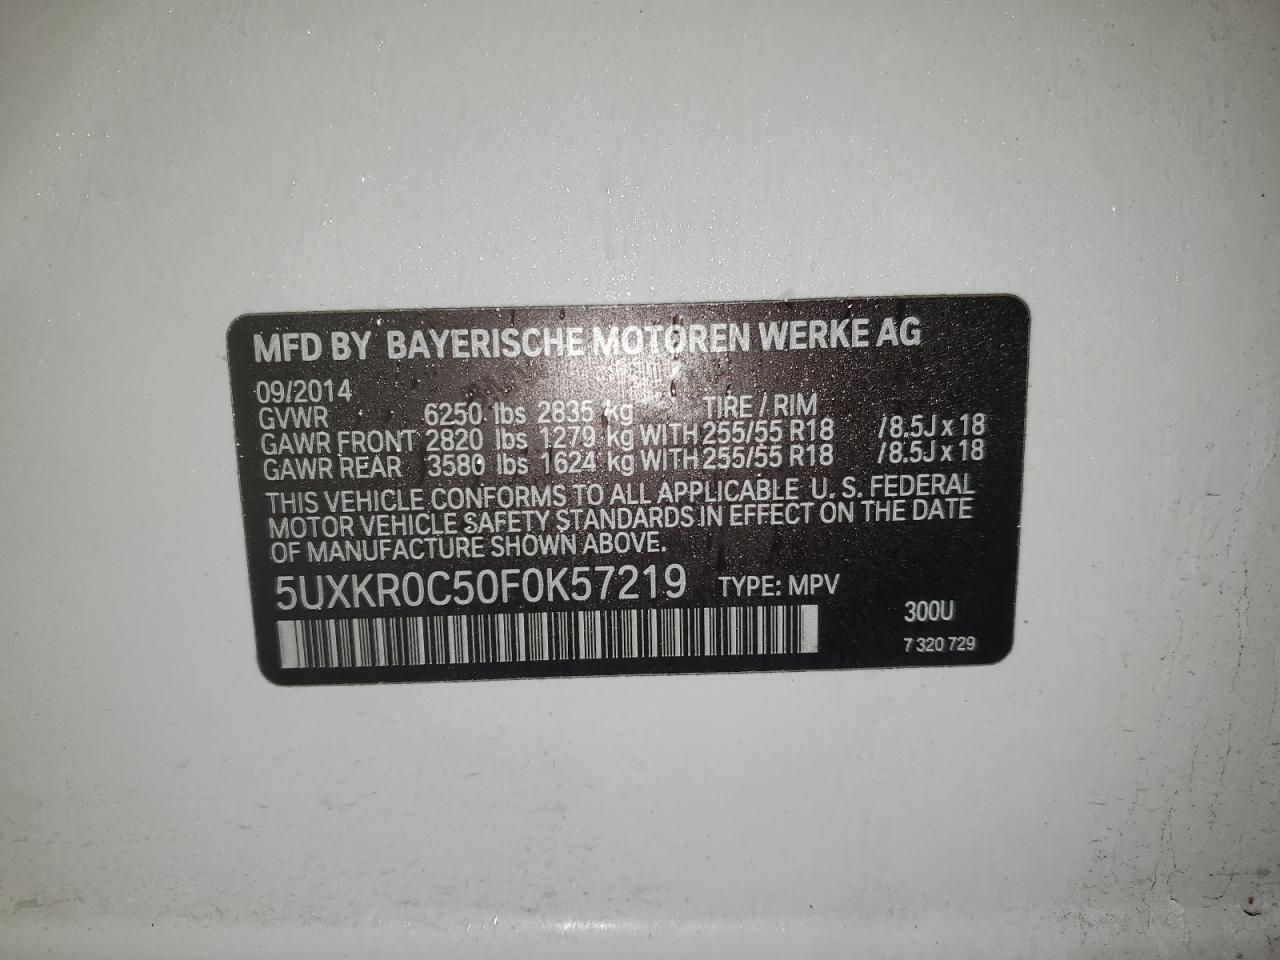 MFD BY BAYERISCHE MOTOREN WERKE AG
09/2014
GVWR 6250 lbs 2835 kg TIRE / RIM
GAWR FRONT 2820 lbs 1279 kg WITH 255/55 R18 /8.5J x 18
GAWR REAR 3580 lbs 1624 kg WITH 255/55 R18 /8.5J x 18
THIS VEHICLE CONFORMS TO ALL APPLICABLE U. S. FEDERAL
MOTOR VEHICLE SAFETY STANDARDS IN EFFECT ON THE DATE
OF MANUFACTURE SHOWN ABOVE.
5UXKR0C50F0K57219 TYPE: MPV
300U
7 320 729